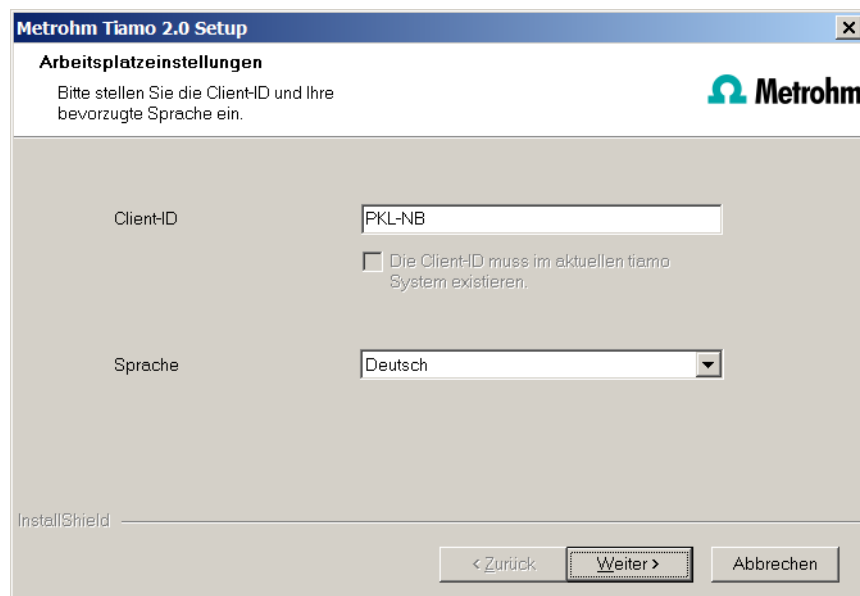 Metrohm Tiamo 2.0 Setup
Arbeitsplatzeinstellungen
Bitte stellen Sie die Client-ID und Ihre
bevorzugte Sprache ein.
Metrohm
Client-ID
PKL-NB
Die Client-ID muss im aktuellen tiamo
System existieren.
Sprache
Deutsch
InstallShield
< Zurück
Weiter >
Abbrechen